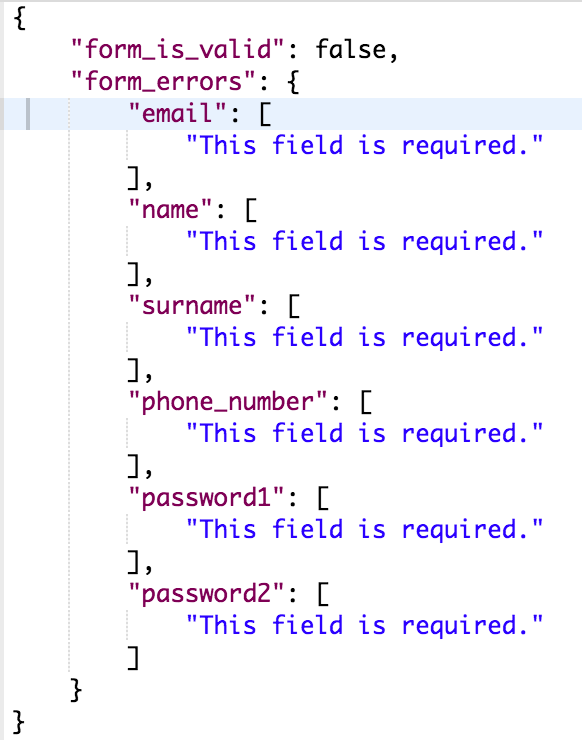 {
    "form_is_valid": false,
    "form_errors": {
        "email": [
            "This field is required."
        ],
        "name": [
            "This field is required."
        ],
        "surname": [
            "This field is required."
        ],
        "phone_number": [
            "This field is required."
        ],
        "password1": [
            "This field is required."
        ],
        "password2": [
            "This field is required."
        ]
    }
}